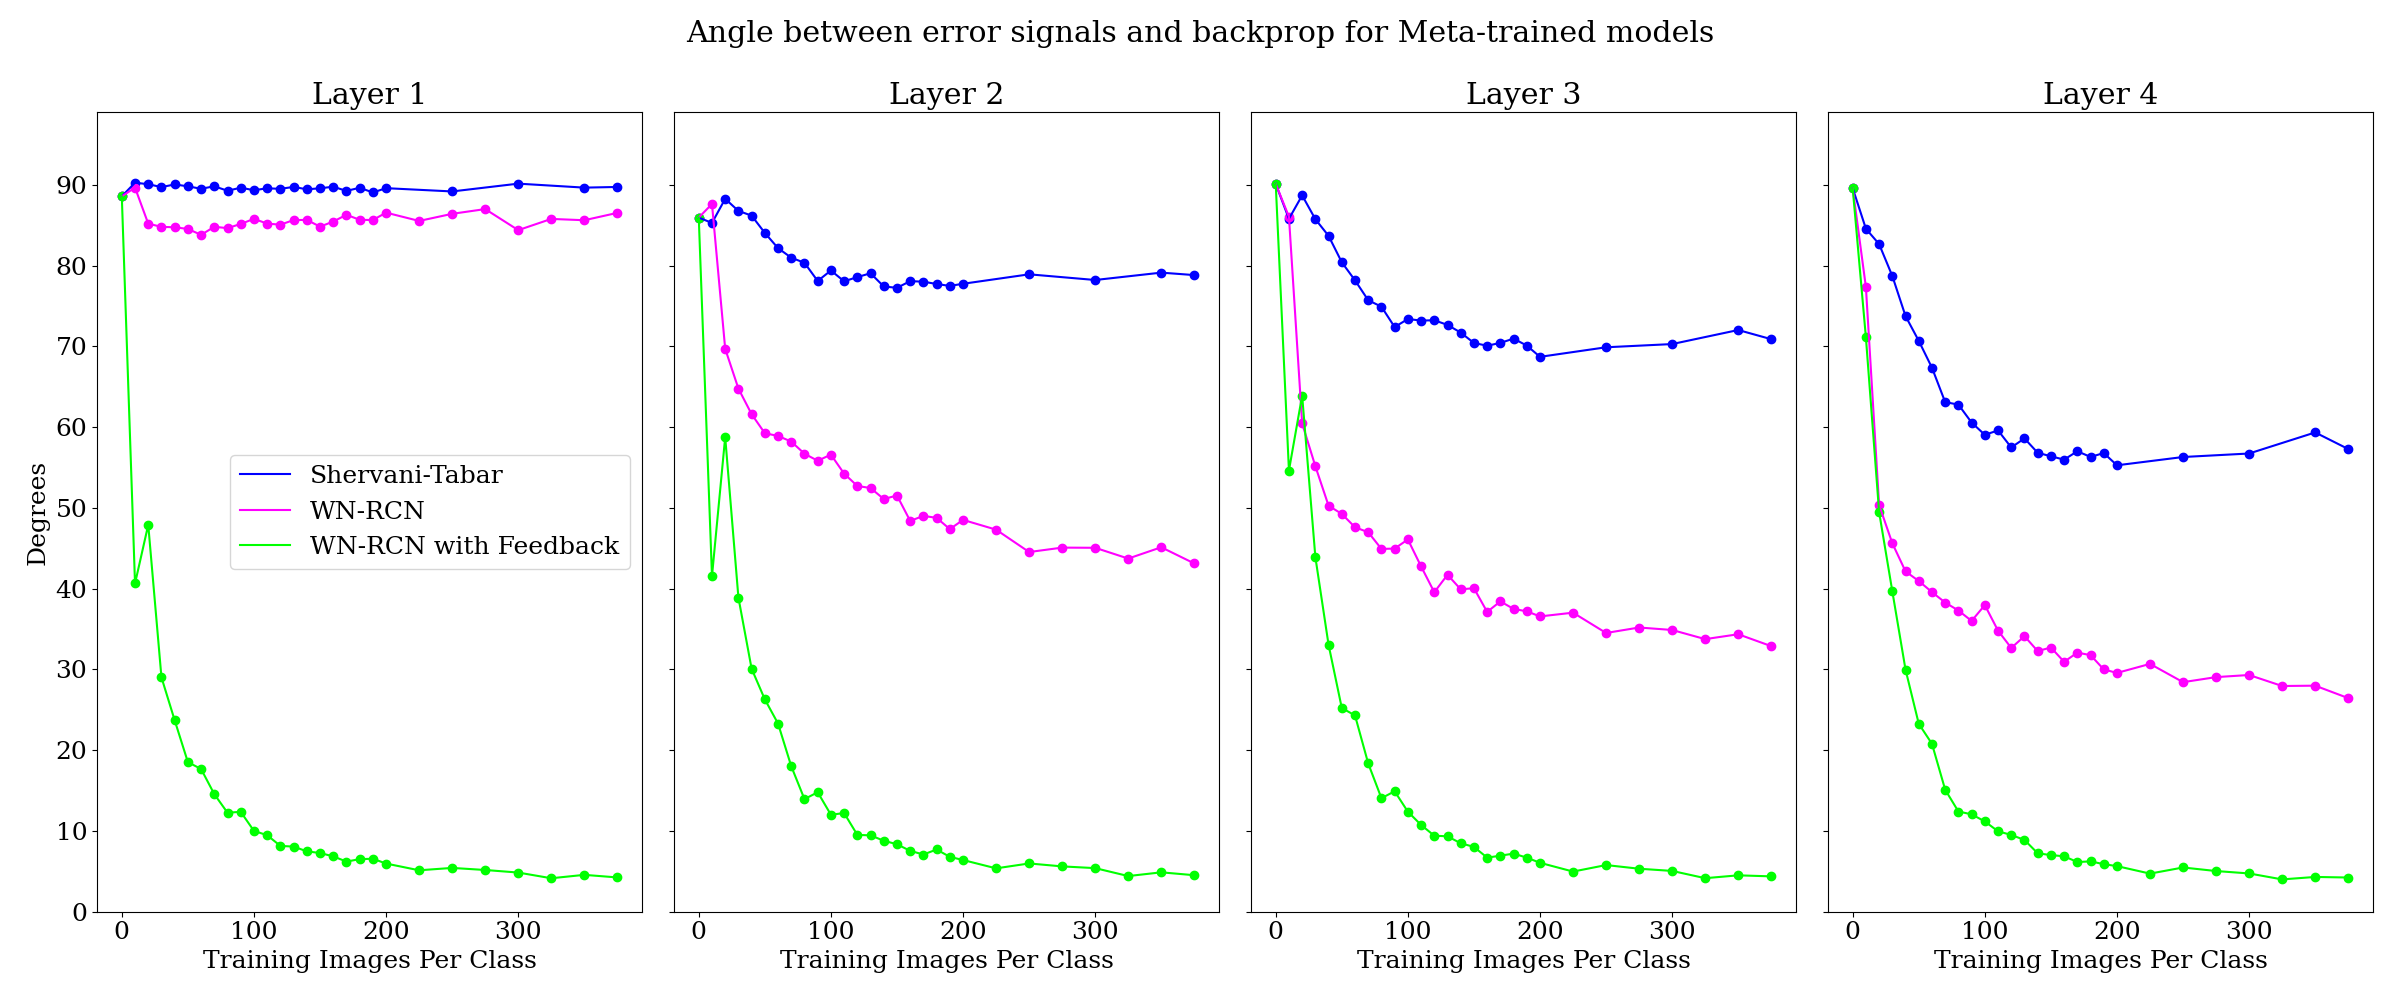 Angle between error signals and backprop for Meta-trained models
Layer 1
Layer 2
Layer 3
Layer 4
90
80
70
60
50
40
30
20
10
0
Degrees
Shervani-Tabar
WN-RCN
WN-RCN with Feedback
0 100 200 300
0 100 200 300
0 100 200 300
0 100 200 300
Training Images Per Class
Training Images Per Class
Training Images Per Class
Training Images Per Class